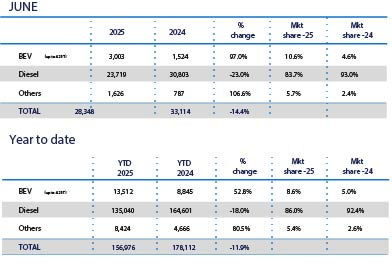 JUNE
2025 2024 % change Mkt share -25 Mkt share -24
BEV 3,003 1,524 97.0% 10.6% 4.6%
Diesel 23,719 30,803 -23.0% 83.7% 93.0%
Others 1,626 787 106.6% 5.7% 2.4%
TOTAL 28,348 33,114 -14.4%
Year to date
YTD 2025 YTD 2024 % change Mkt share -25 Mkt share -24
BEV 13,512 8,845 52.8% 8.6% 5.0%
Diesel 135,040 164,601 -18.0% 86.0% 92.4%
Others 8,424 4,666 80.5% 5.4% 2.6%
TOTAL 156,976 178,112 -11.9%